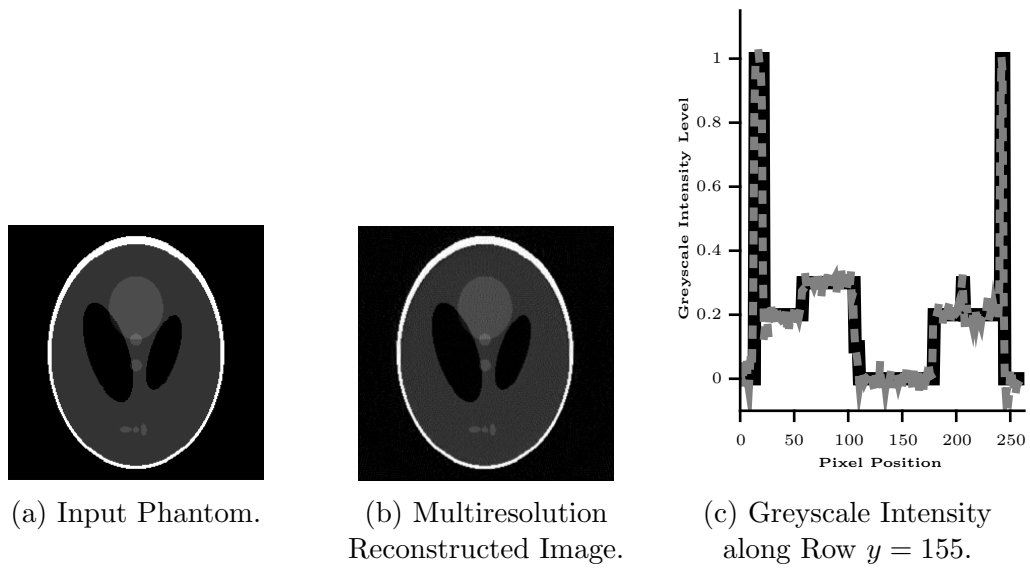 1
0.8
0.6
0.4
0.2
0
Greyscale Intensity Level
0 50 100 150 200 250
Pixel Position
(a) Input Phantom.
(b) Multiresolution
Reconstructed Image.
(c) Greyscale Intensity
along Row y = 155.